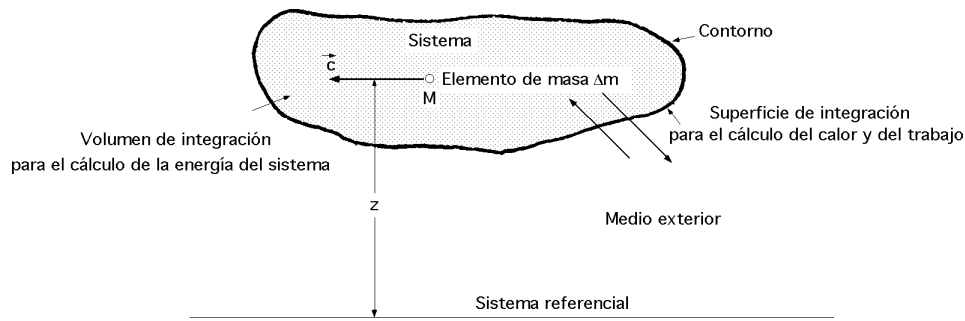 Sistema
Contorno
c
Elemento de masa Δm
M
Superficie de integración
para el cálculo del calor y del trabajo
Volumen de integración
para el cálculo de la energía del sistema
z
Medio exterior
Sistema referencial